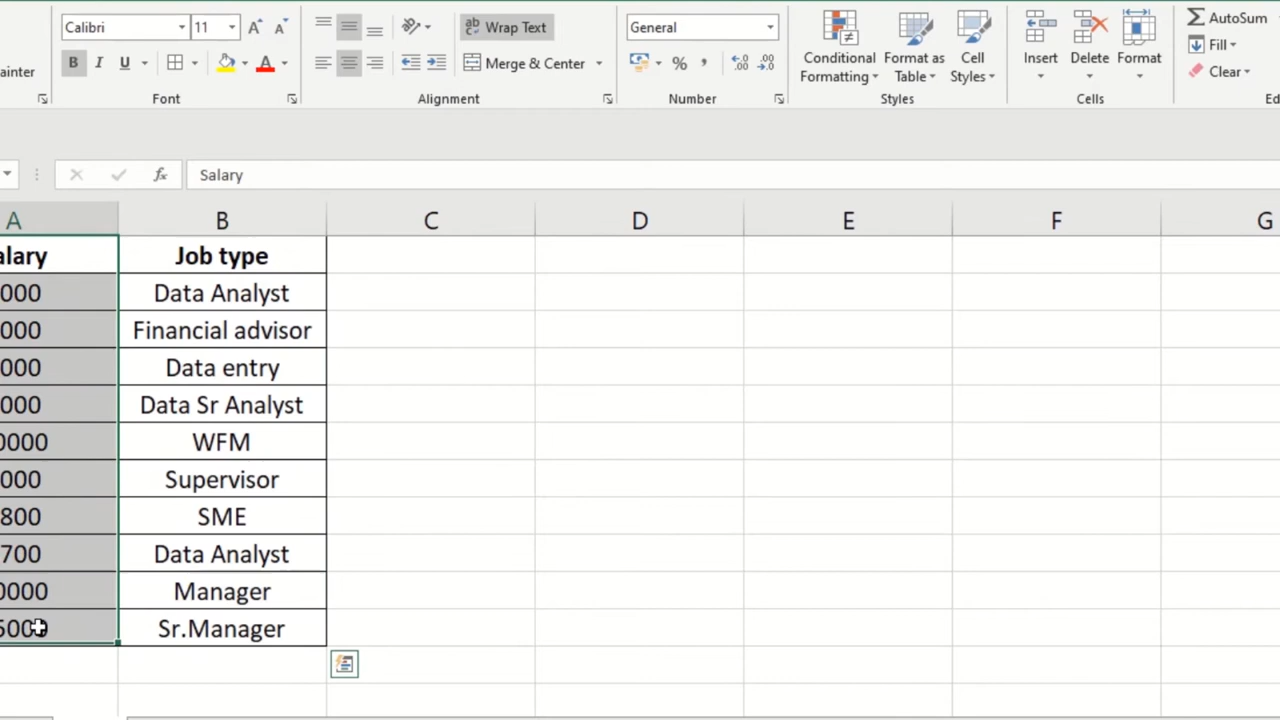 Calibri 11 Wrap Text General AutoSum
ainter B I U Merge & Center % , Conditional Formatting Format as Table Cell Styles Insert Delete Format Fill
Clear
Font Alignment Number Styles Cells Ed
fx Salary
A B C D E F G
alary Job type
000 Data Analyst
000 Financial advisor
000 Data entry
000 Data Sr Analyst
0000 WFM
000 Supervisor
800 SME
700 Data Analyst
0000 Manager
5000 Sr.Manager